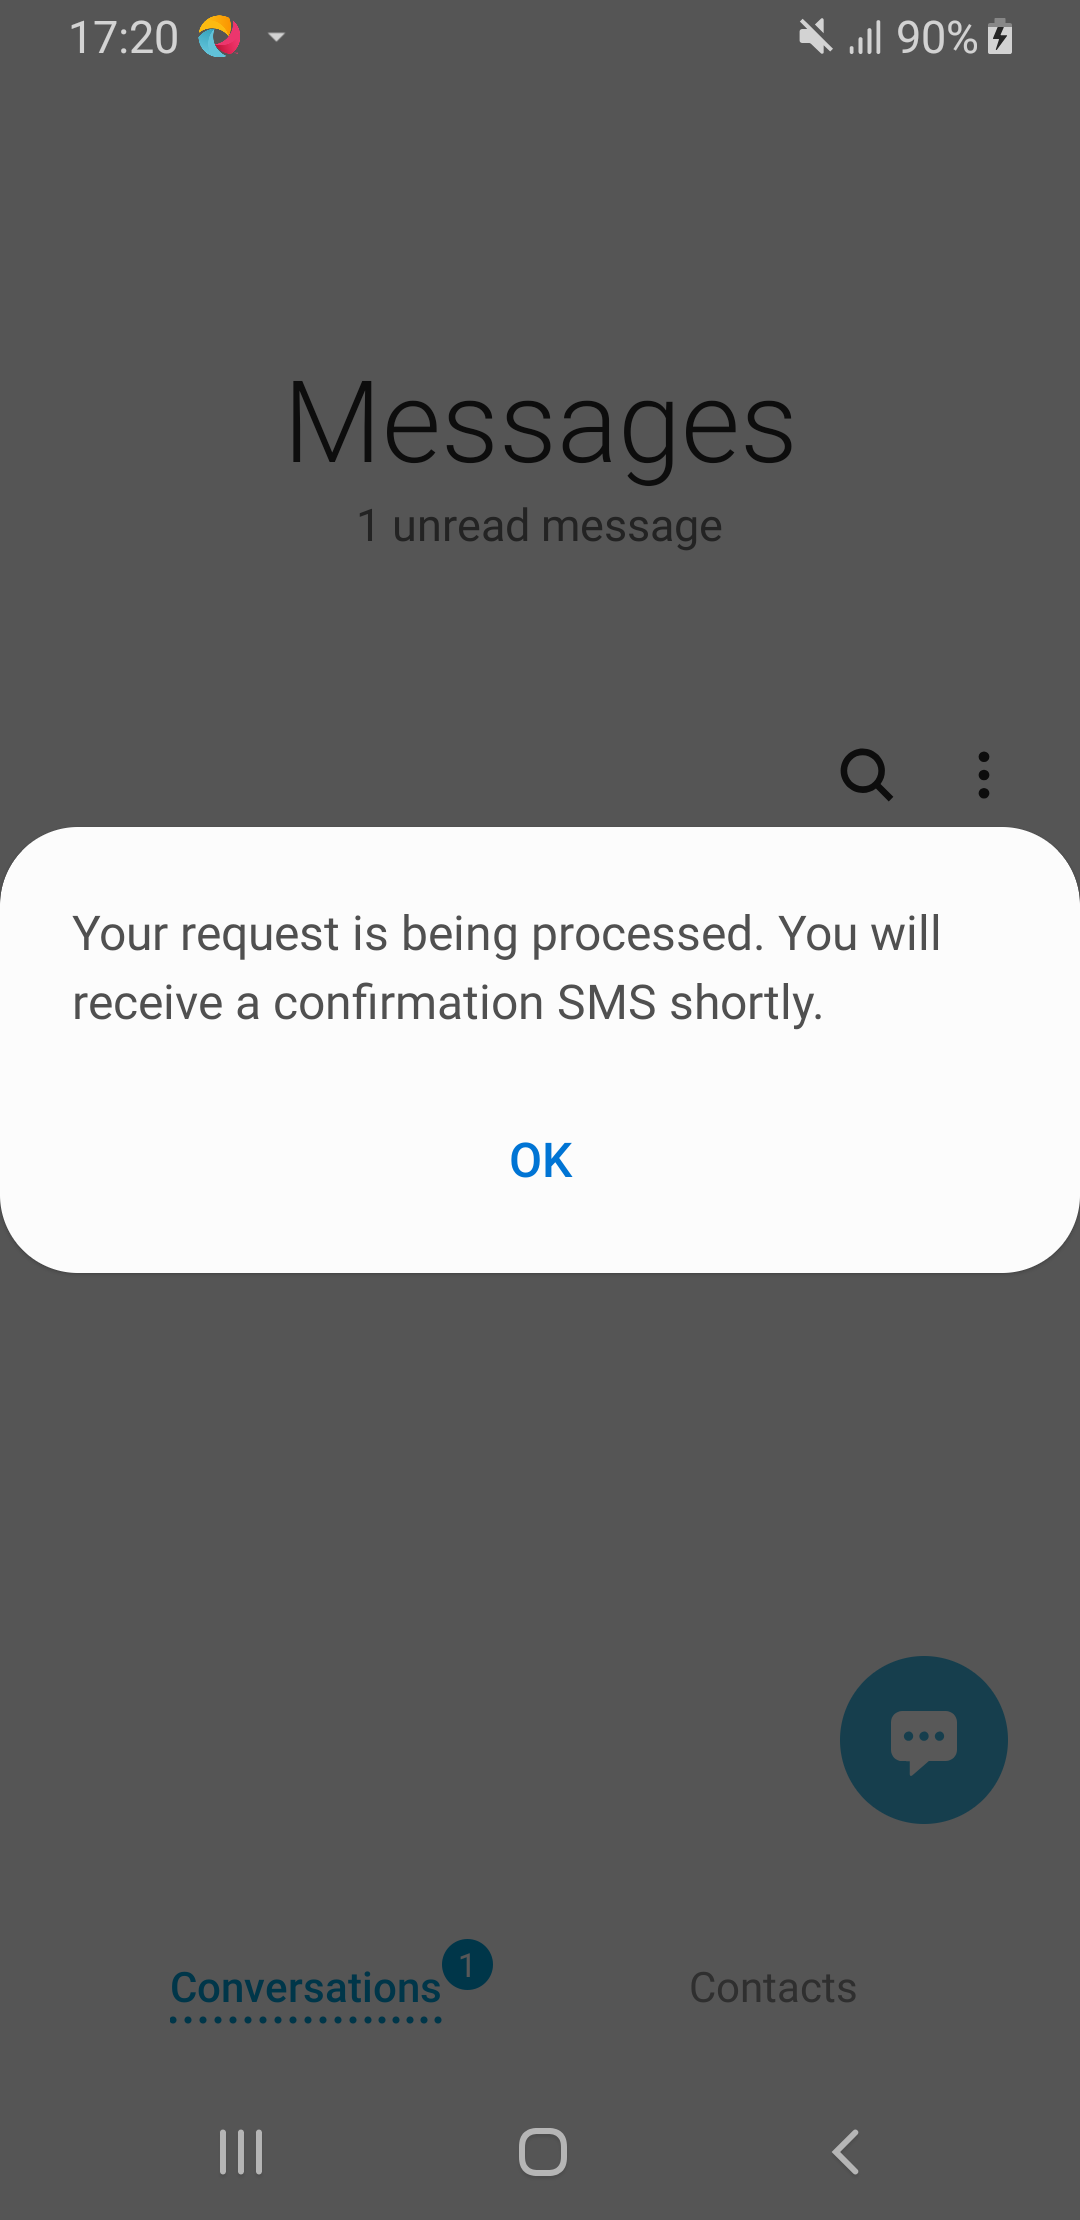 17:20
90%
Messages
1 unread message
Your request is being processed. You will
receive a confirmation SMS shortly.
OK
Conversations
1
Contacts